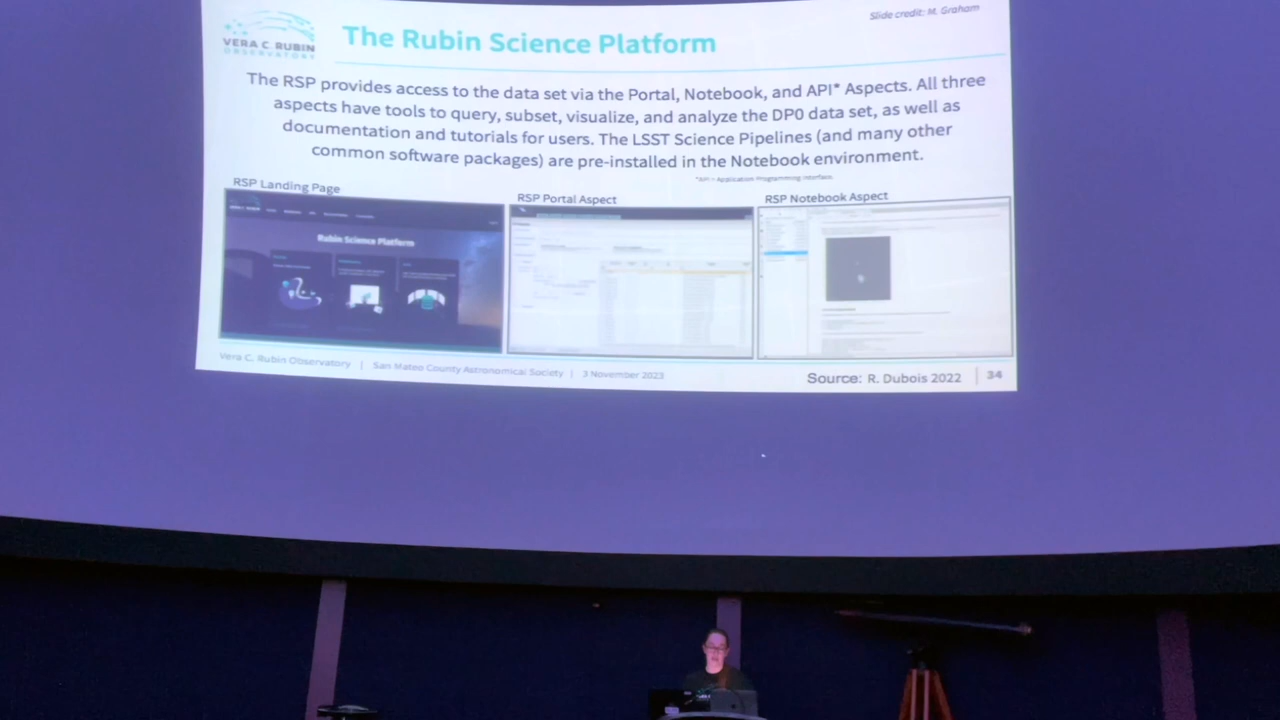 Slide credit: M. Graham
VERA C. RUBIN
OBSERVATORY
The Rubin Science Platform
The RSP provides access to the data set via the Portal, Notebook, and API* Aspects. All three
aspects have tools to query, subset, visualize, and analyze the DP0 data set, as well as
documentation and tutorials for users. The LSST Science Pipelines (and many other
common software packages) are pre-installed in the Notebook environment.
*API = Application Programming Interface.
RSP Landing Page
RSP Portal Aspect
RSP Notebook Aspect
Rubin Science Platform
Vera C. Rubin Observatory | San Mateo County Astronomical Society | 3 November 2023
Source: R. Dubois 2022 | 34